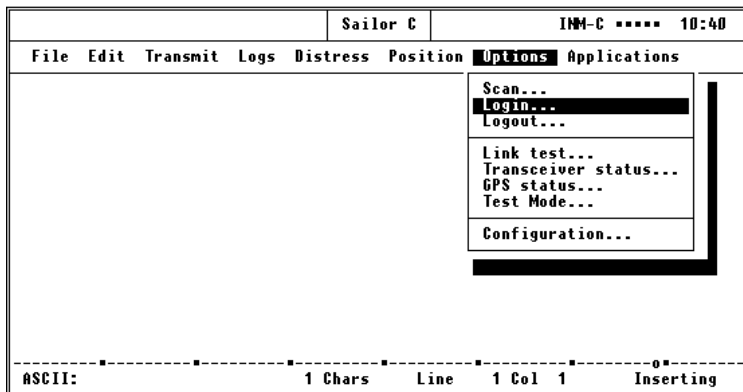 Sailor C INM-C 10:40
File Edit Transmit Logs Distress Position Options Applications
Scan...
Login...
Logout...
Link test...
Transceiver status...
GPS status...
Test Mode...
Configuration...
ASCII: 1 Chars Line 1 Col 1 Inserting